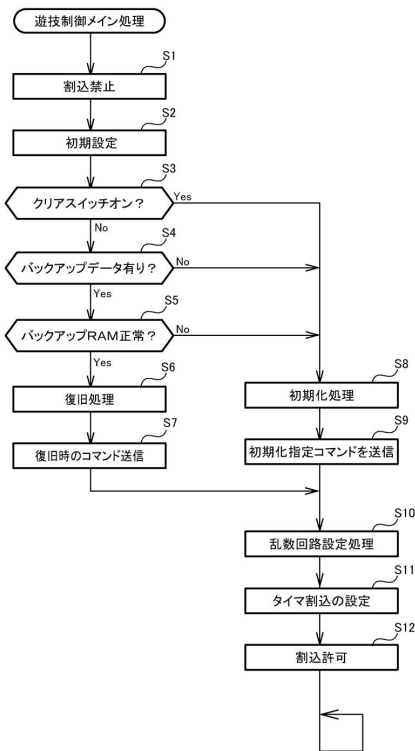 遊技制御メイン処理
S1
割込禁止
S2
初期設定
S3
クリアスイッチオン？
Yes
No
S4
バックアップデータ有り？
No
Yes
S5
バックアップRAM正常？
No
Yes
S6
復旧処理
S7
復旧時のコマンド送信
S8
初期化処理
S9
初期化指定コマンドを送信
S10
乱数回路設定処理
S11
タイマ割込の設定
S12
割込許可